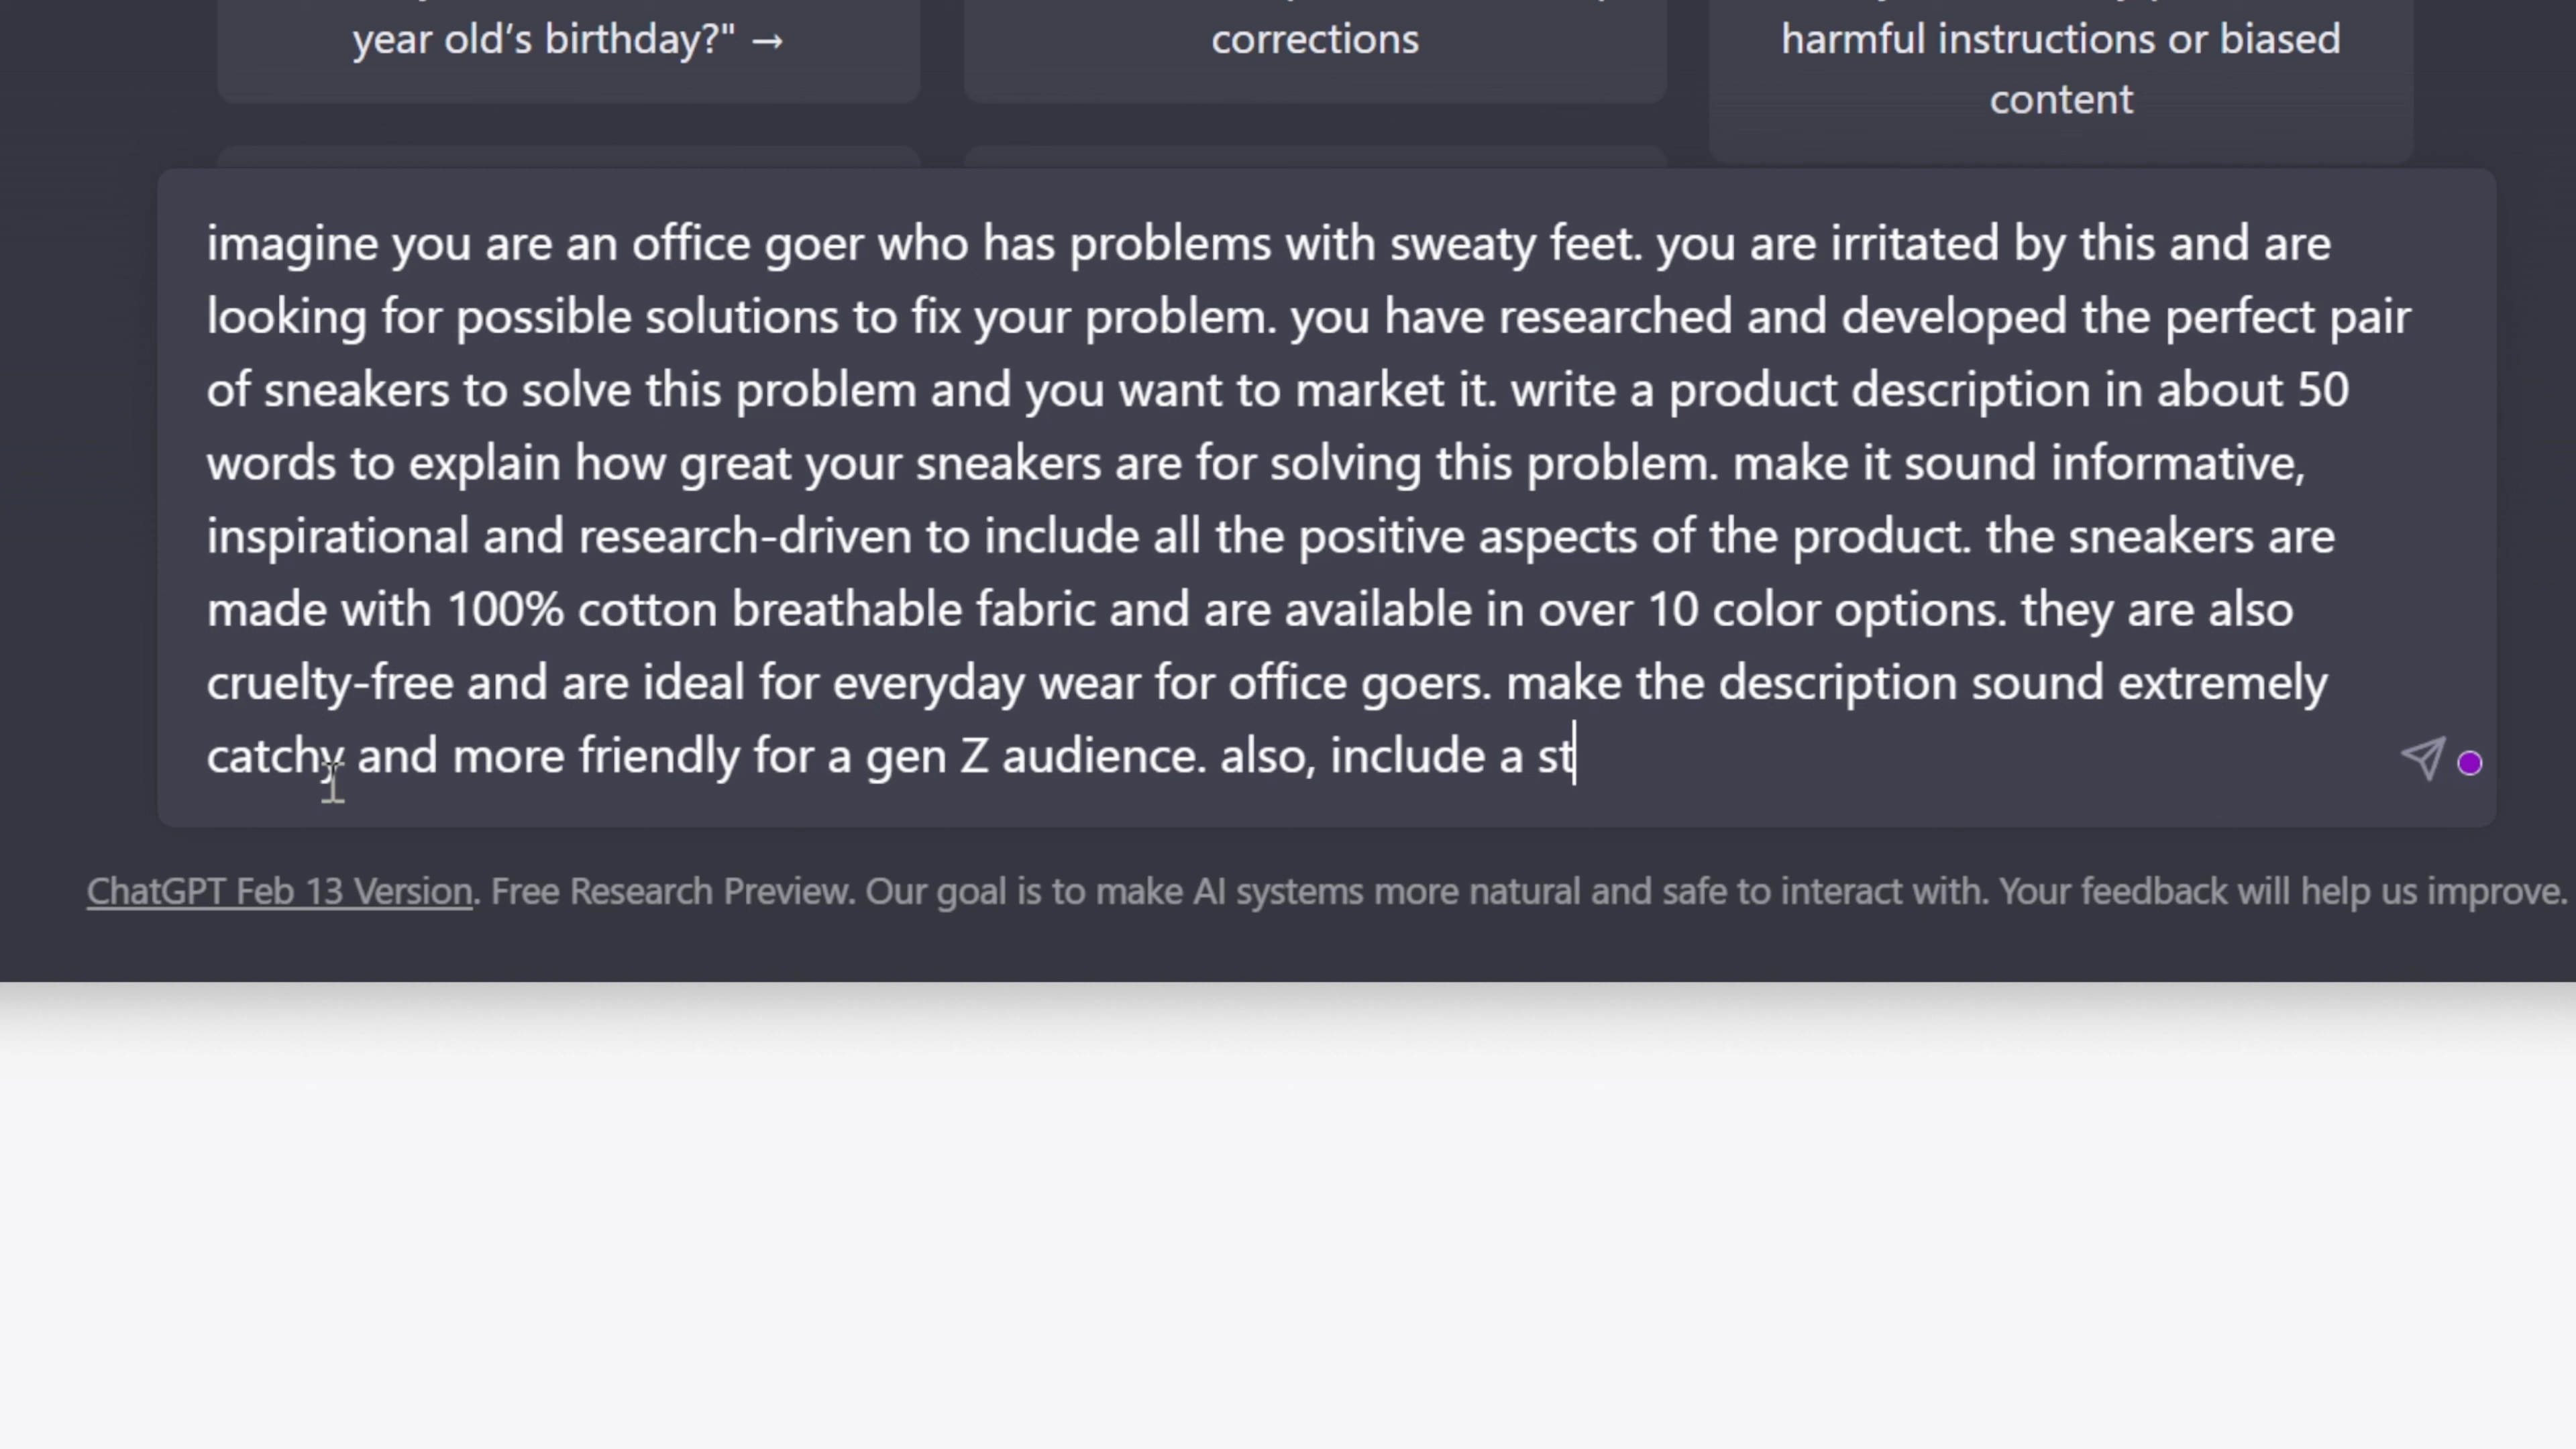 year old’s birthday?" →
corrections
harmful instructions or biased
content
imagine you are an office goer who has problems with sweaty feet. you are irritated by this and are
looking for possible solutions to fix your problem. you have researched and developed the perfect pair
of sneakers to solve this problem and you want to market it. write a product description in about 50
words to explain how great your sneakers are for solving this problem. make it sound informative,
inspirational and research-driven to include all the positive aspects of the product. the sneakers are
made with 100% cotton breathable fabric and are available in over 10 color options. they are also
cruelty-free and are ideal for everyday wear for office goers. make the description sound extremely
catchy and more friendly for a gen Z audience. also, include a st
ChatGPT Feb 13 Version. Free Research Preview. Our goal is to make AI systems more natural and safe to interact with. Your feedback will help us improve.